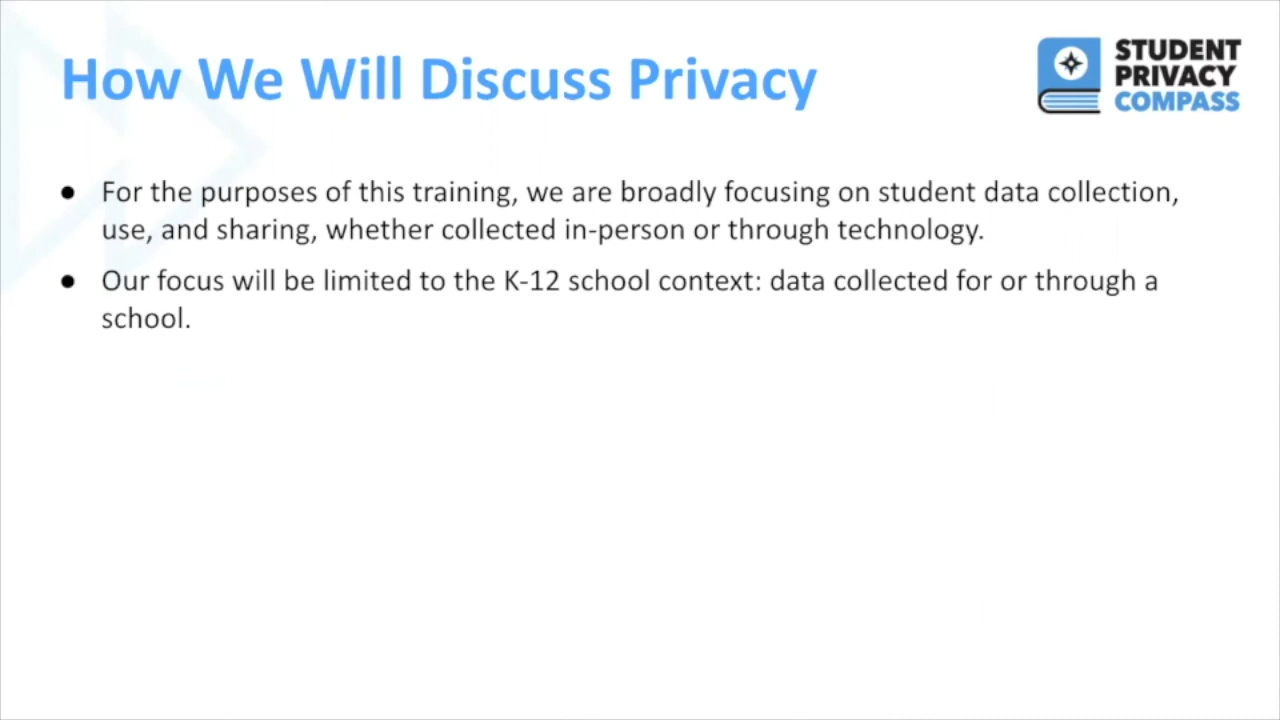 How We Will Discuss Privacy
STUDENT
PRIVACY
COMPASS
● For the purposes of this training, we are broadly focusing on student data collection,
use, and sharing, whether collected in-person or through technology.
● Our focus will be limited to the K-12 school context: data collected for or through a
school.